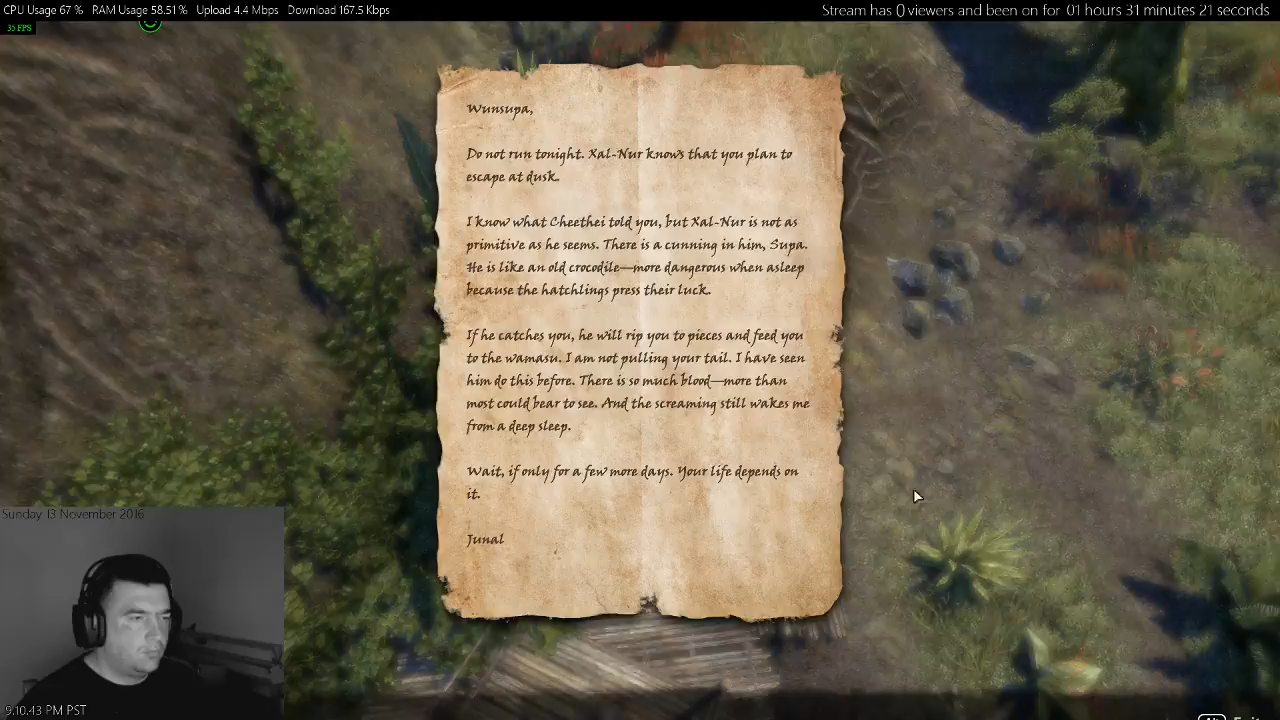 CPU Usage 67 % RAM Usage 58.51 % Upload 4.4 Mbps Download 167.5 Kbps
Stream has 0 viewers and been on for 01 hours 31 minutes 21 seconds
35 FPS
Wunsupa,
Do not run tonight. Xal-Nur knows that you plan to
escape at dusk.
I know what Cheethei told you, but Xal-Nur is not as
primitive as he seems. There is a cunning in him, Supa.
He is like an old crocodile—more dangerous when asleep
because the hatchlings press their luck.
If he catches you, he will rip you to pieces and feed you
to the wamasu. I am not pulling your tail. I have seen
him do this before. There is so much blood—more than
most could bear to see. And the screaming still wakes me
from a deep sleep.
Wait, if only for a few more days. Your life depends on
it.
Junal
Sunday 13 November 2016
9:10:43 PM PST